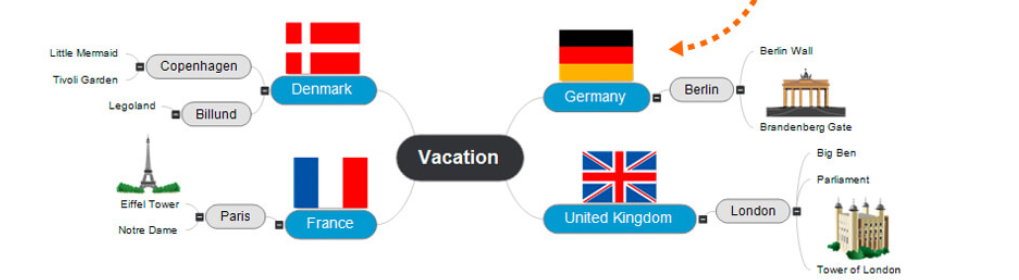 Little Mermaid
Tivoli Garden
Copenhagen
Legoland
Billund
Denmark
Eiffel Tower
Notre Dame
Paris
France
Vacation
Germany
Berlin
Berlin Wall
Brandenberg Gate
United Kingdom
London
Big Ben
Parliament
Tower of London